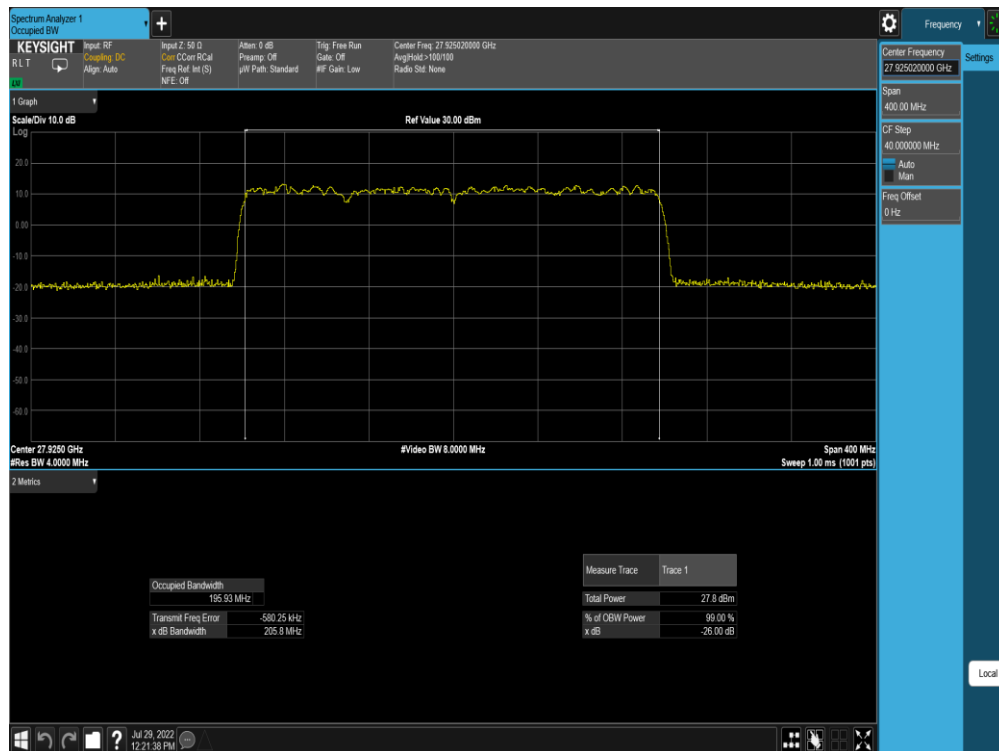 Spectrum Analyzer 1
Occupied BW
+
Frequency
KEYSIGHT
RLT
LXI
Input: RF
Coupling: DC
Align: Auto
Input Z: 50 Ω
Corr CCorr RCal
Freq Ref: Int (S)
NFE: Off
Atten: 0 dB
Preamp: Off
µW Path: Standard
Trig: Free Run
Gate: Off
#IF Gain: Low
Center Freq: 27.925020000 GHz
Avg|Hold:>100/100
Radio Std: None
Center Frequency
27.925020000 GHz
Settings
Span
400.00 MHz
CF Step
40.000000 MHz
Auto
Man
Freq Offset
0 Hz
1 Graph
Scale/Div 10.0 dB
Ref Value 30.00 dBm
Log
20.0
10.0
0.00
-10.0
-20.0
-30.0
-40.0
-50.0
-60.0
Center 27.9250 GHz
#Video BW 8.0000 MHz
Span 400 MHz
#Res BW 4.0000 MHz
Sweep 1.00 ms (1001 pts)
2 Metrics
Measure Trace Trace 1
Occupied Bandwidth
195.93 MHz
Total Power 27.8 dBm
Transmit Freq Error -580.25 kHz
% of OBW Power 99.00 %
x dB Bandwidth 205.8 MHz
x dB -26.00 dB
Local
?
Jul 29, 2022
12:21:38 PM